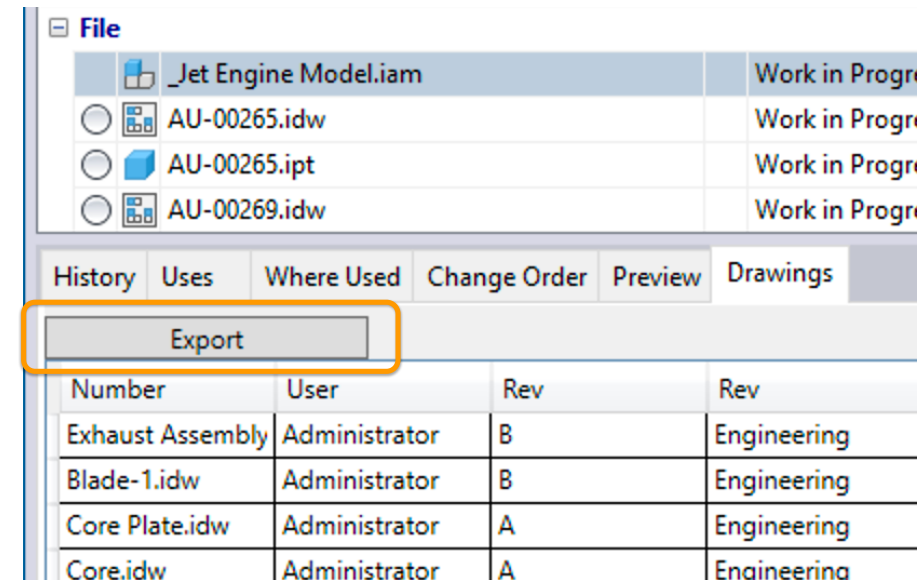 File
_Jet Engine Model.iam Work in Progre
AU-00265.idw Work in Progre
AU-00265.ipt Work in Progre
AU-00269.idw Work in Progre
History Uses Where Used Change Order Preview Drawings
Export
Number User Rev Rev
Exhaust Assembly Administrator B Engineering
Blade-1.idw Administrator B Engineering
Core Plate.idw Administrator A Engineering
Core.idw Administrator A Engineering